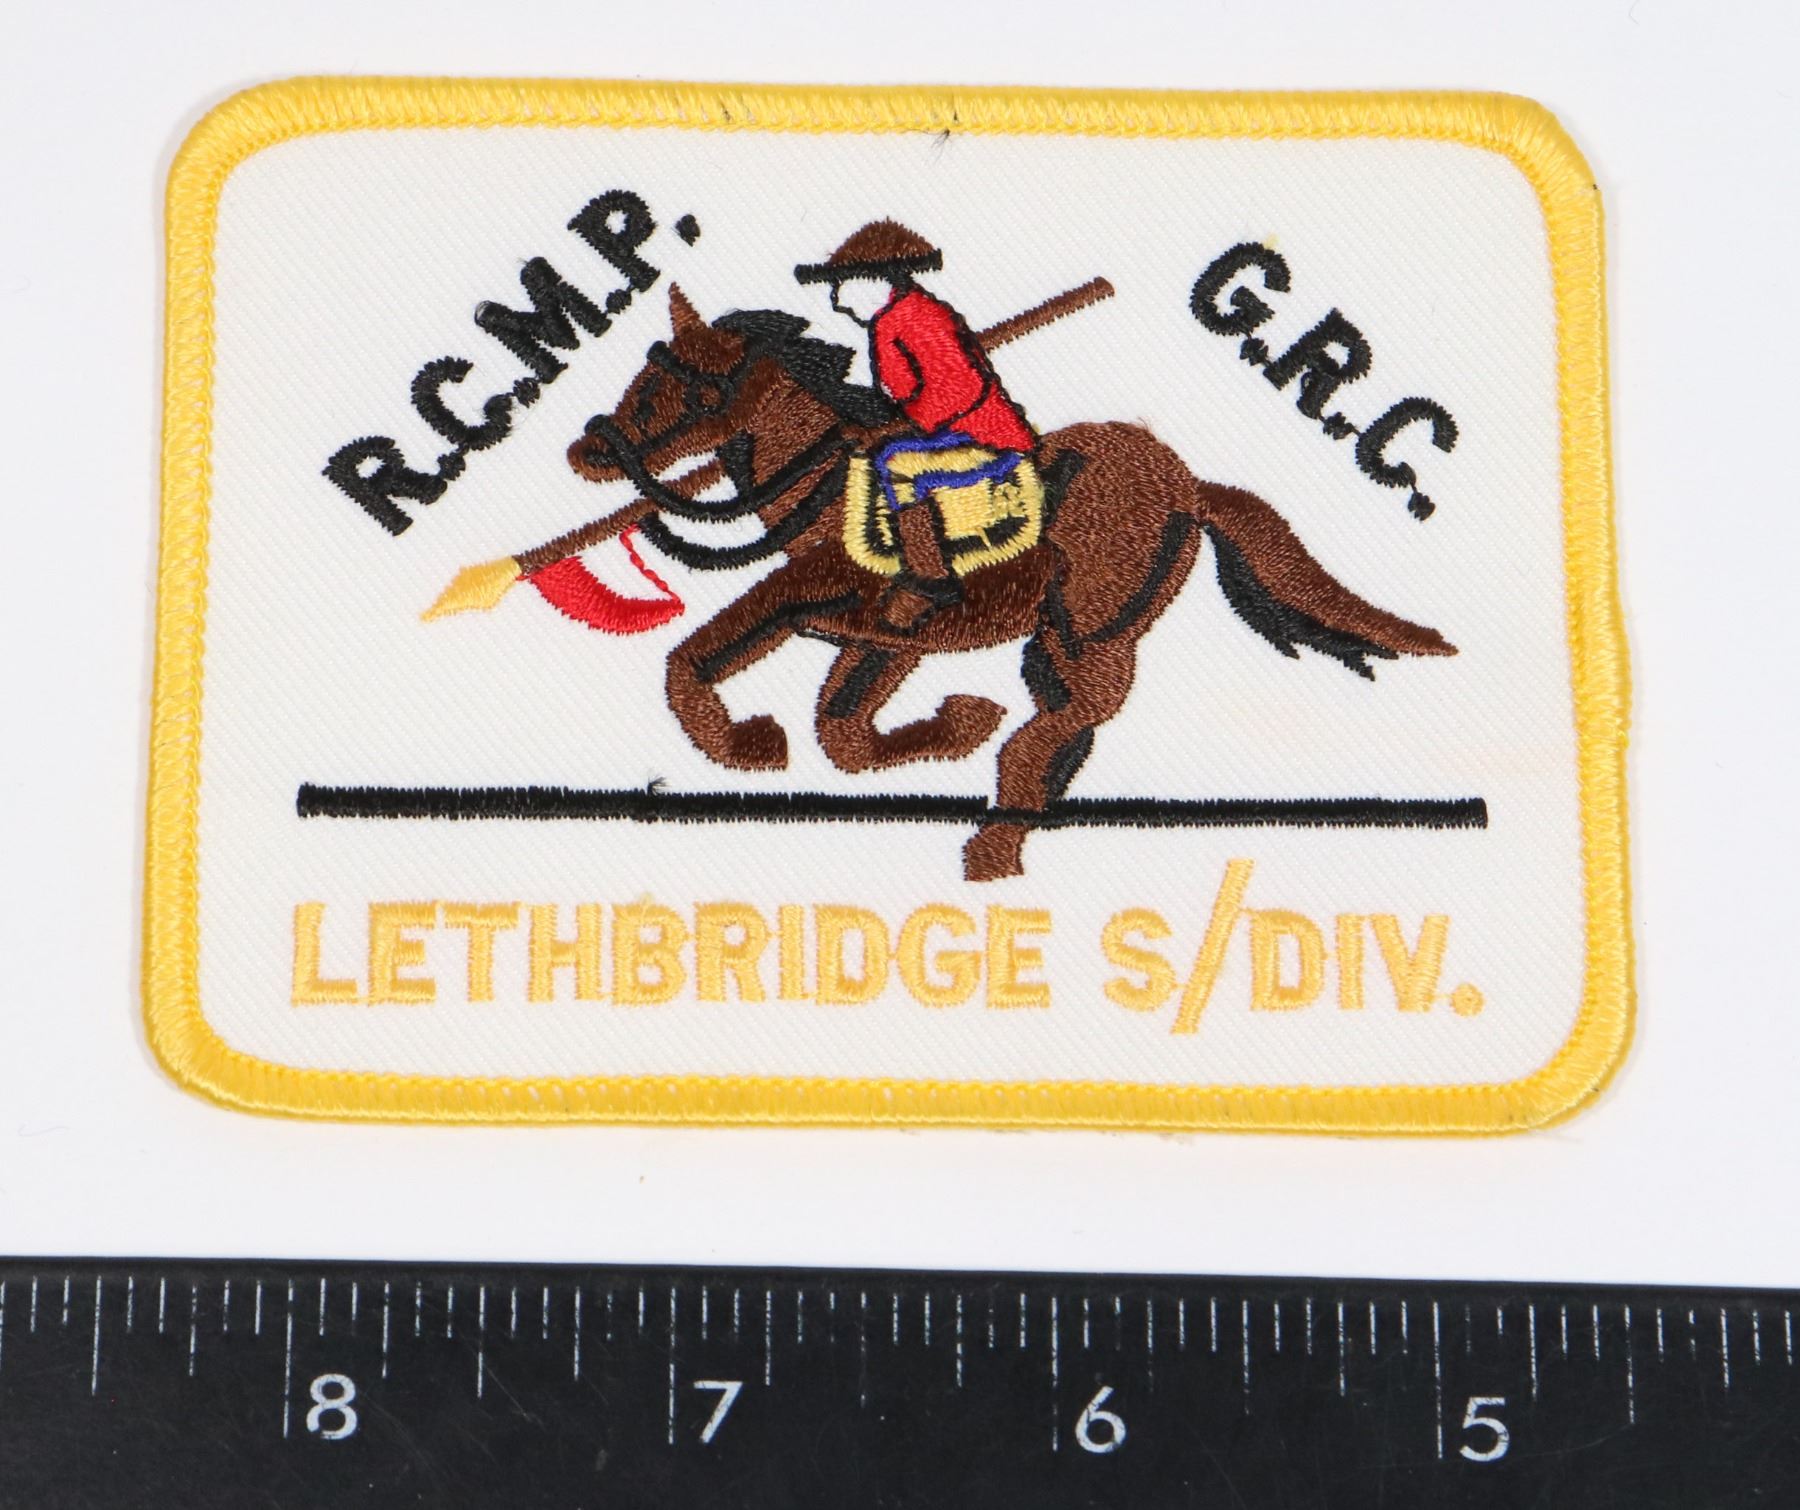 R.C.M.P.
G.R.C.
LETHBRIDGE S/DIV.
8 7 6 5